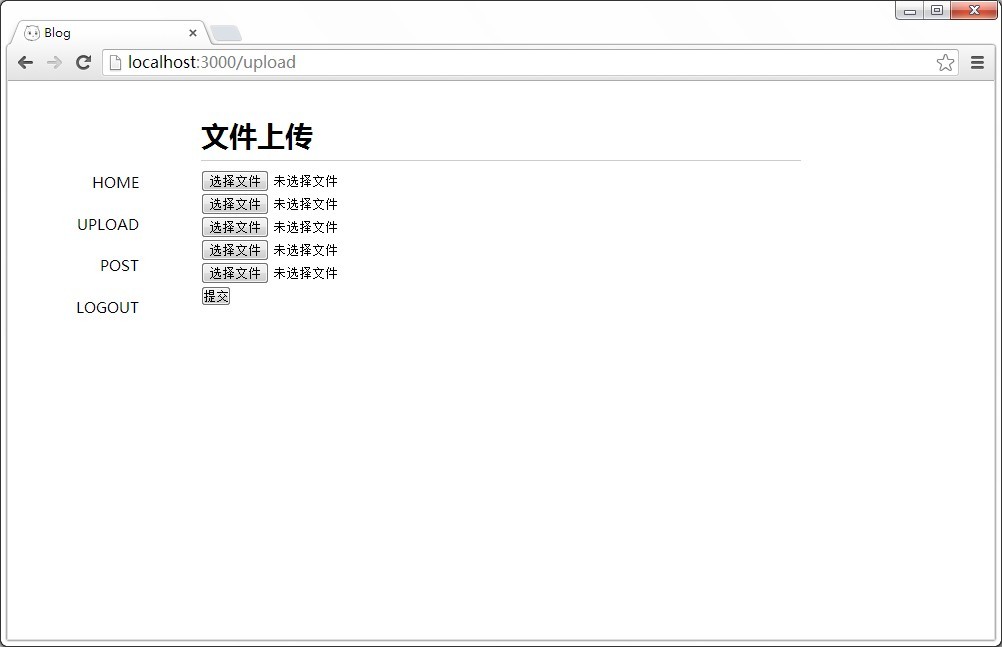 Blog
localhost:3000/upload
文件上传
HOME
UPLOAD
POST
LOGOUT
选择文件 未选择文件
选择文件 未选择文件
选择文件 未选择文件
选择文件 未选择文件
选择文件 未选择文件
提交